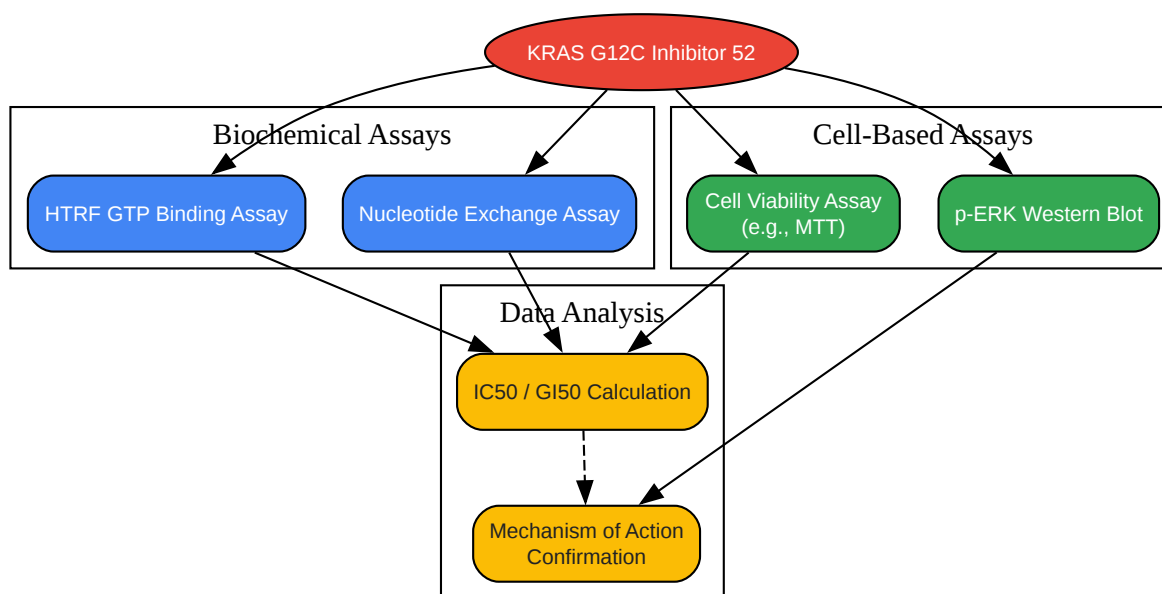 KRAS G12C Inhibitor 52
Biochemical Assays
Cell-Based Assays
HTRF GTP Binding Assay
Nucleotide Exchange Assay
Cell Viability Assay
(e.g., MTT)
p-ERK Western Blot
Data Analysis
IC50 / GI50 Calculation
Mechanism of Action
Confirmation